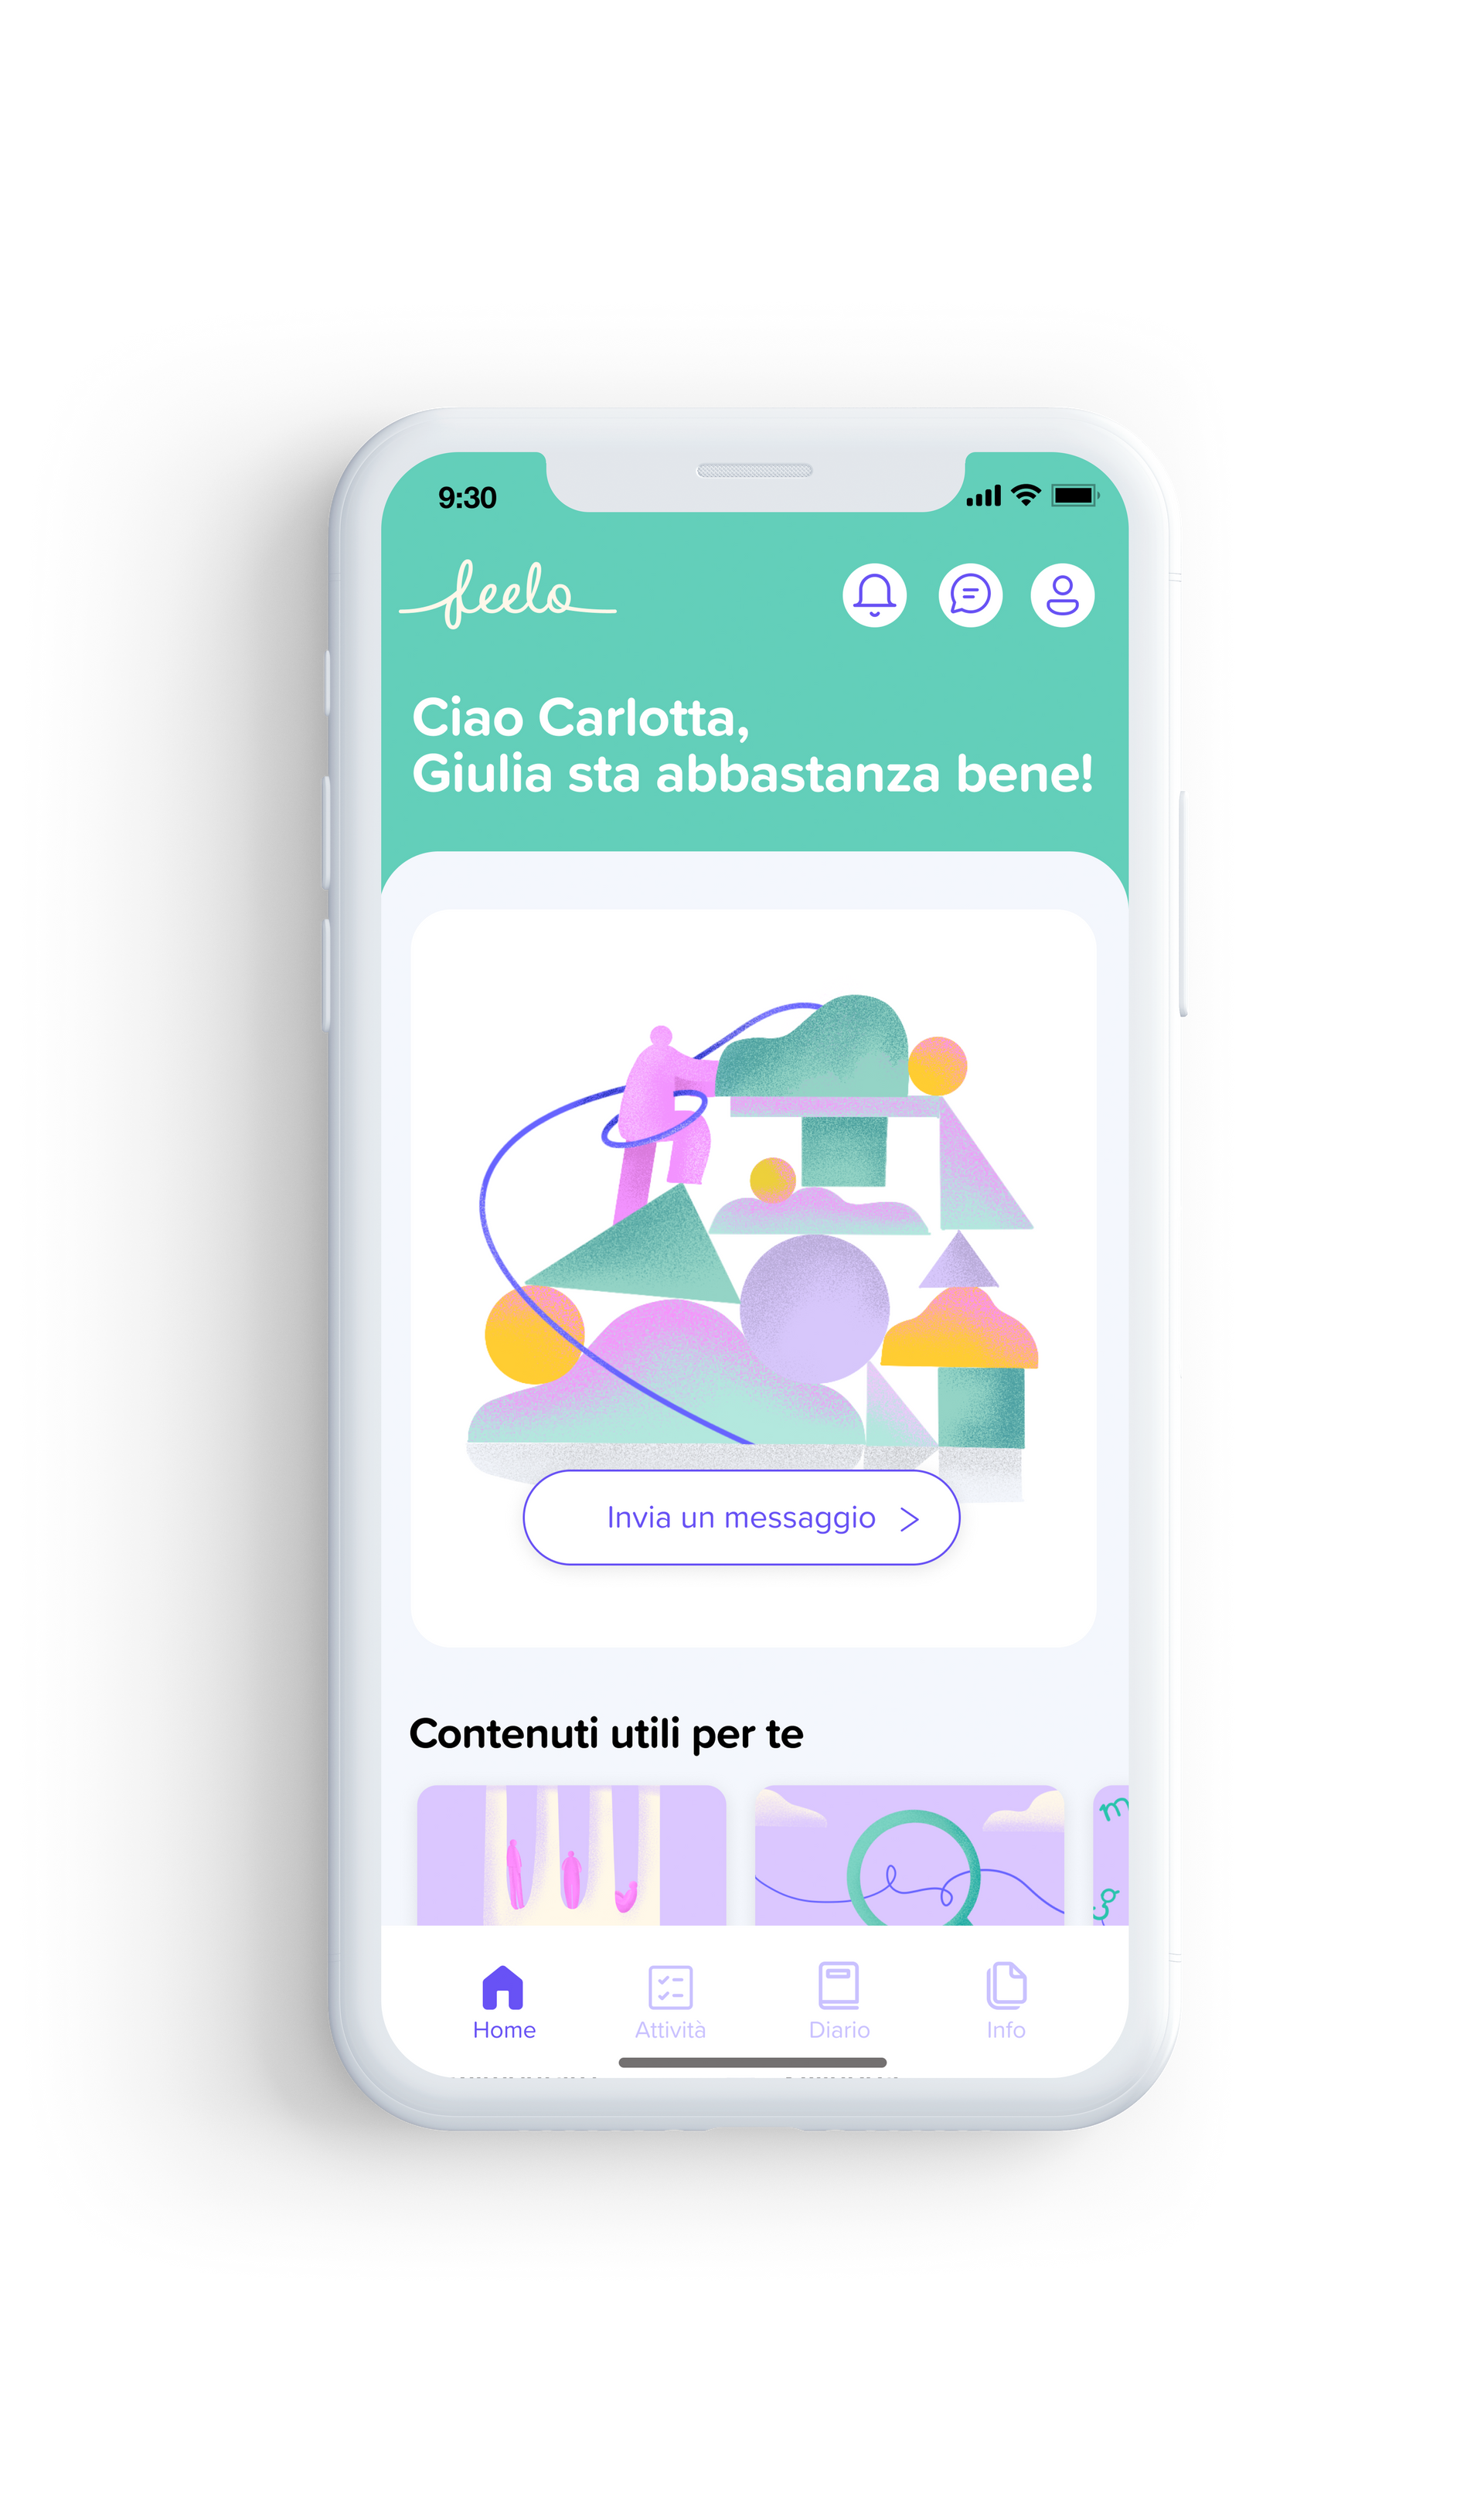 9:30
feelo
Ciao Carlotta,
Giulia sta abbastanza bene!
Invia un messaggio >
Contenuti utili per te
m
g
Home
Attività
Diario
Info